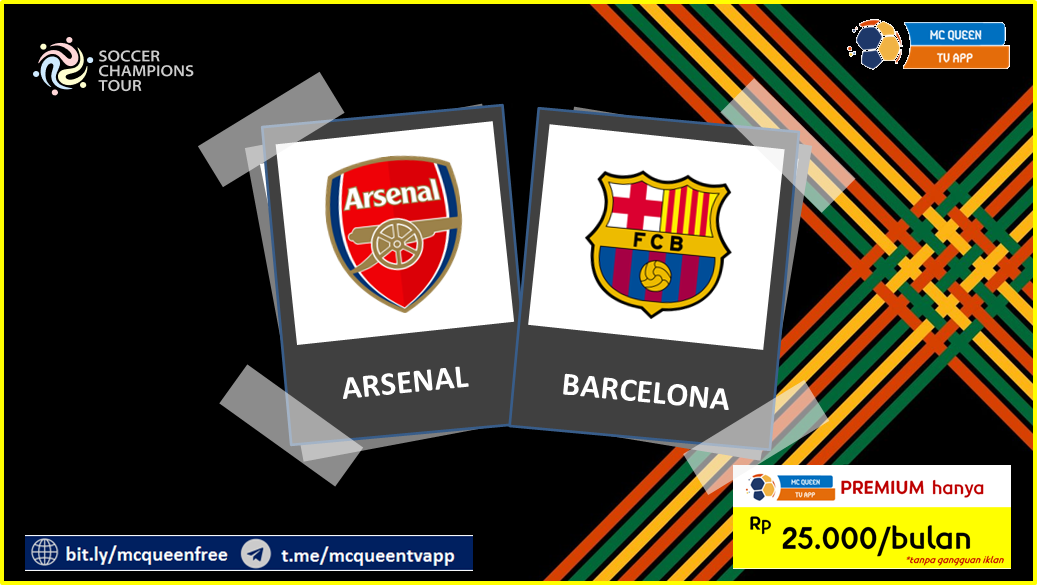 SOCCER
CHAMPIONS
TOUR
MC QUEEN
TV APP
Arsenal
FCB
ARSENAL
BARCELONA
MC QUEEN
TV APP
PREMIUM hanya
Rp 25.000/bulan
*tanpa gangguan iklan
bit.ly/mcqueenfree
t.me/mcqueentvapp